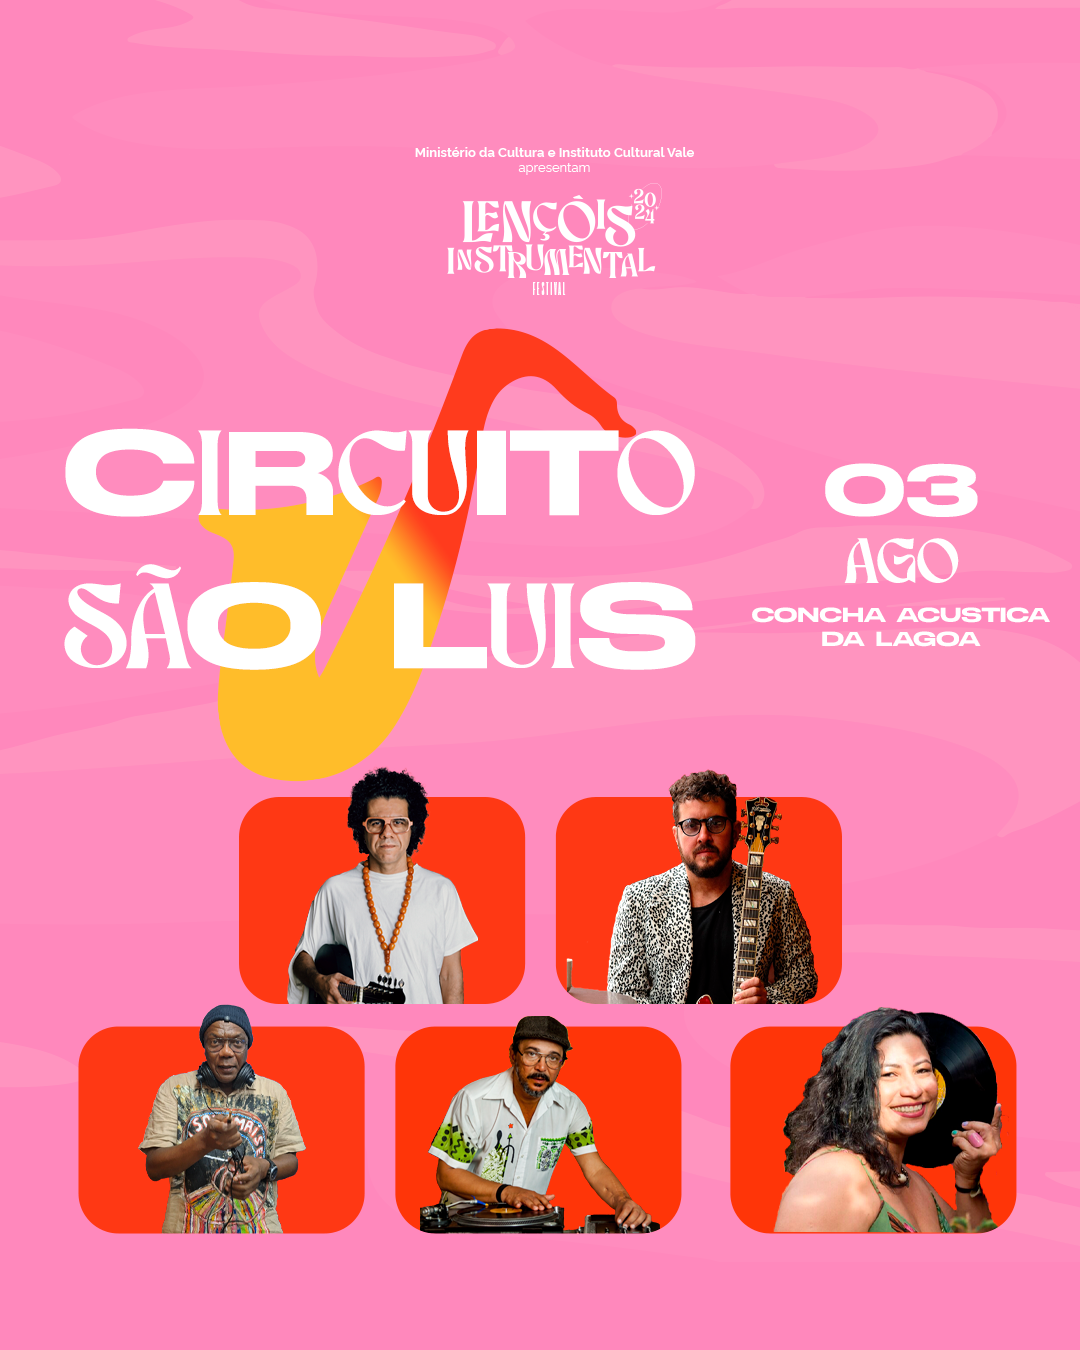 Ministério da Cultura e Instituto Cultural Vale
apresentam
LENÇÓIS 2024
INSTRUMENTAL
FESTIVAL
CIRCUITO
SÃO LUIS
03
AGO
CONCHA ACUSTICA
DA LAGOA